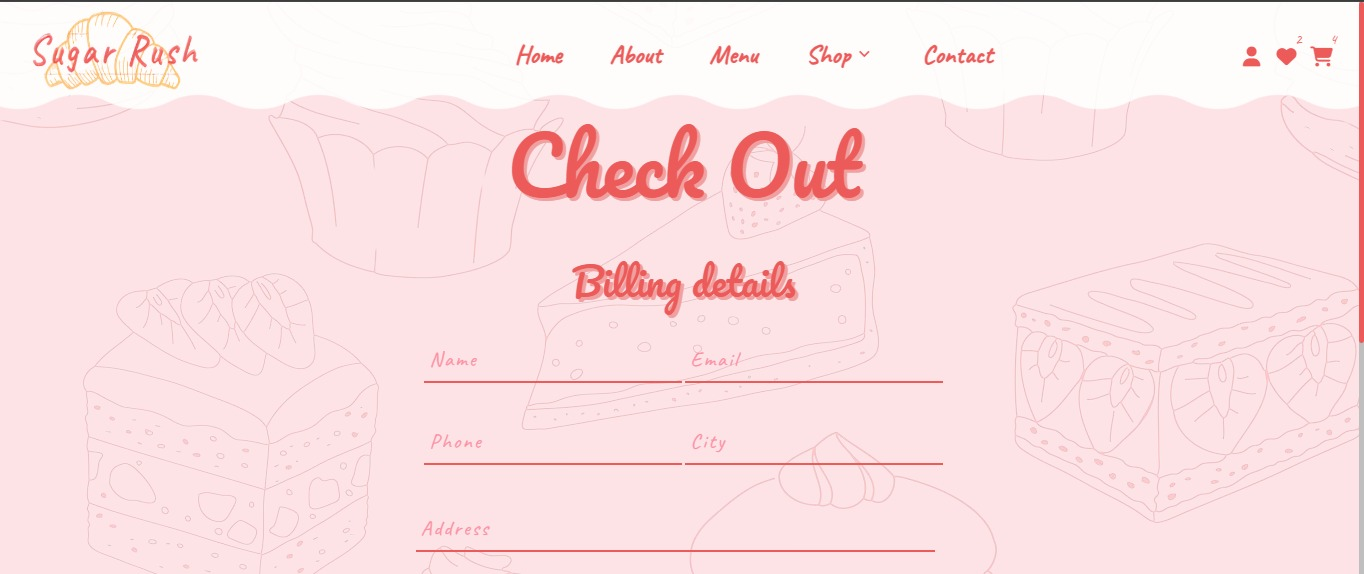 Sugar Rush
Home About Menu Shop Contact
2 4
Check Out
Billing details
Name Email
Phone City
Address